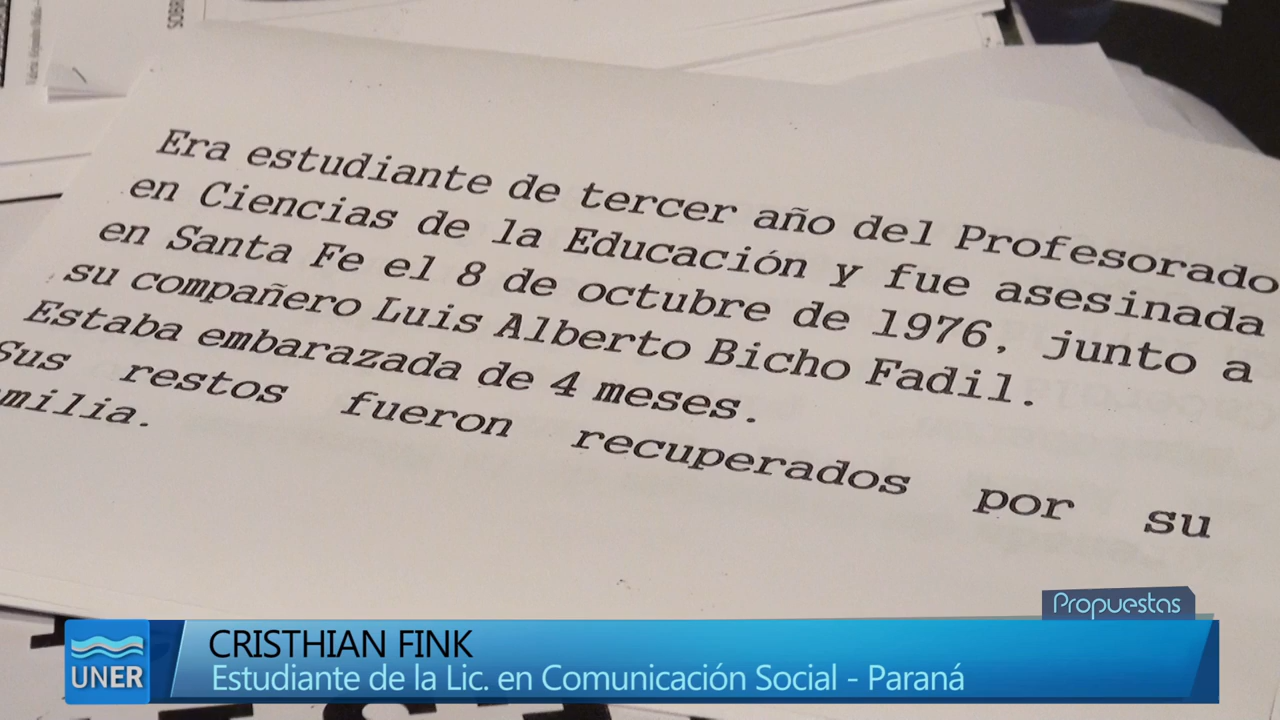 SOBR
Era estudiante de tercer año del Profesorado
en Ciencias de la Educación y fue asesinada
en Santa Fe el 8 de octubre de 1976, junto a
su compañero Luis Alberto Bicho Fadil.
Estaba embarazada de 4 meses.
Sus restos fueron recuperados por su
amilia.
Propuestas
UNER
CRISTHIAN FINK
Estudiante de la Lic. en Comunicación Social - Paraná